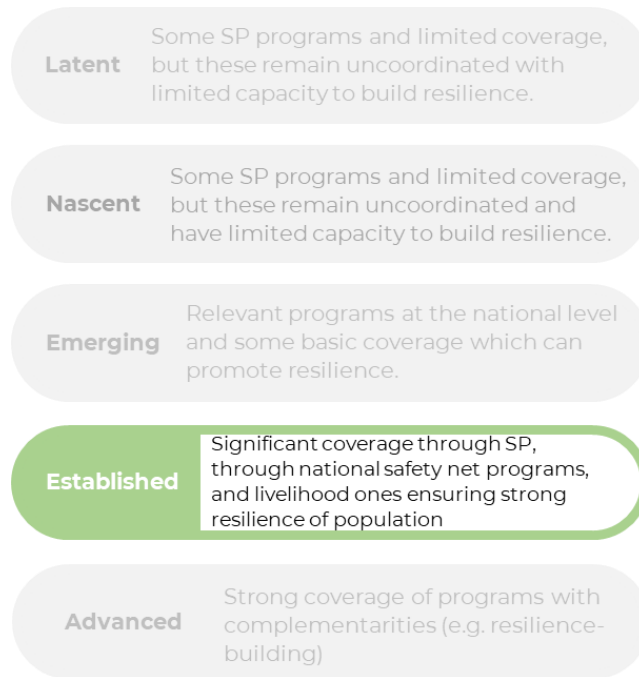 Latent
Some SP programs and limited coverage,
but these remain uncoordinated with
limited capacity to build resilience.
Nascent
Some SP programs and limited coverage,
but these remain uncoordinated and
have limited capacity to build resilience.
Emerging
Relevant programs at the national level
and some basic coverage which can
promote resilience.
Established
Significant coverage through SP,
through national safety net programs,
and livelihood ones ensuring strong
resilience of population
Advanced
Strong coverage of programs with
complementarities (e.g. resilience-
building)